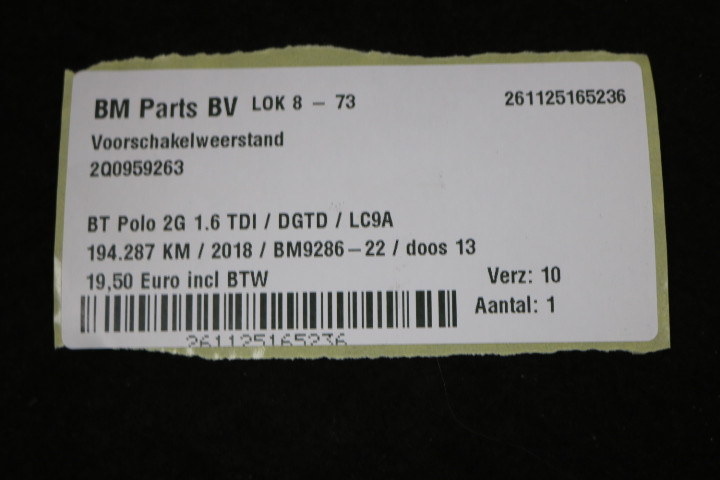 BM Parts BV LOK 8 – 73 261125165236
Voorschakelweerstand
2Q0959263
BT Polo 2G 1.6 TDI / DGTD / LC9A
194.287 KM / 2018 / BM9286–22 / doos 13
19,50 Euro incl BTW Verz: 10
Aantal: 1
261125165236